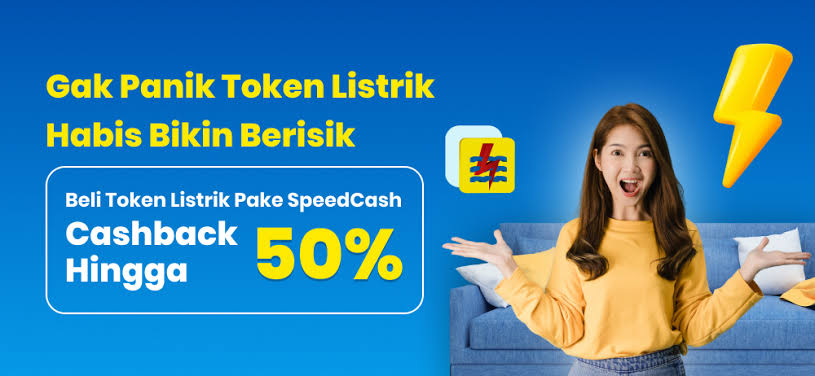 Gak Panik Token Listrik
Habis Bikin Berisik
Beli Token Listrik Pake SpeedCash
Cashback
Hingga
50%